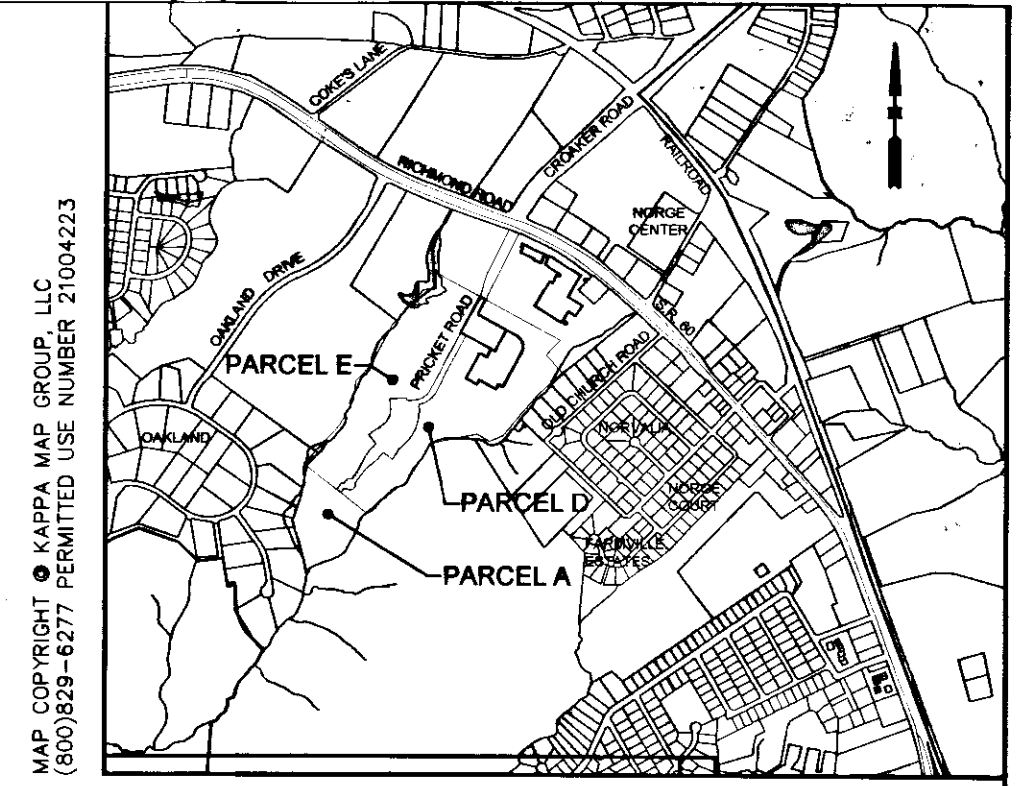 MAP COPYRIGHT © KAPPA MAP GROUP, LLC
(800)829-6277 PERMITTED USE NUMBER 21004223
COKE'S LANE
CROAKER ROAD
RAILROAD
RICHMOND ROAD
NORGE
CENTER
OAKLAND DRIVE
S.R. 60
PRICKET ROAD
PARCEL E
OLD CHURCH ROAD
OAKLAND
NORVALIA
PARCEL D
NORGE
COURT
FARMVILLE
ESTATES
PARCEL A